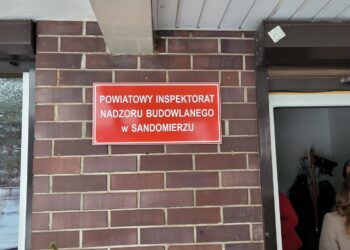 POWIATOWY INSPEKTORAT
NADZORU BUDOWLANEGO
w SANDOMIERZU